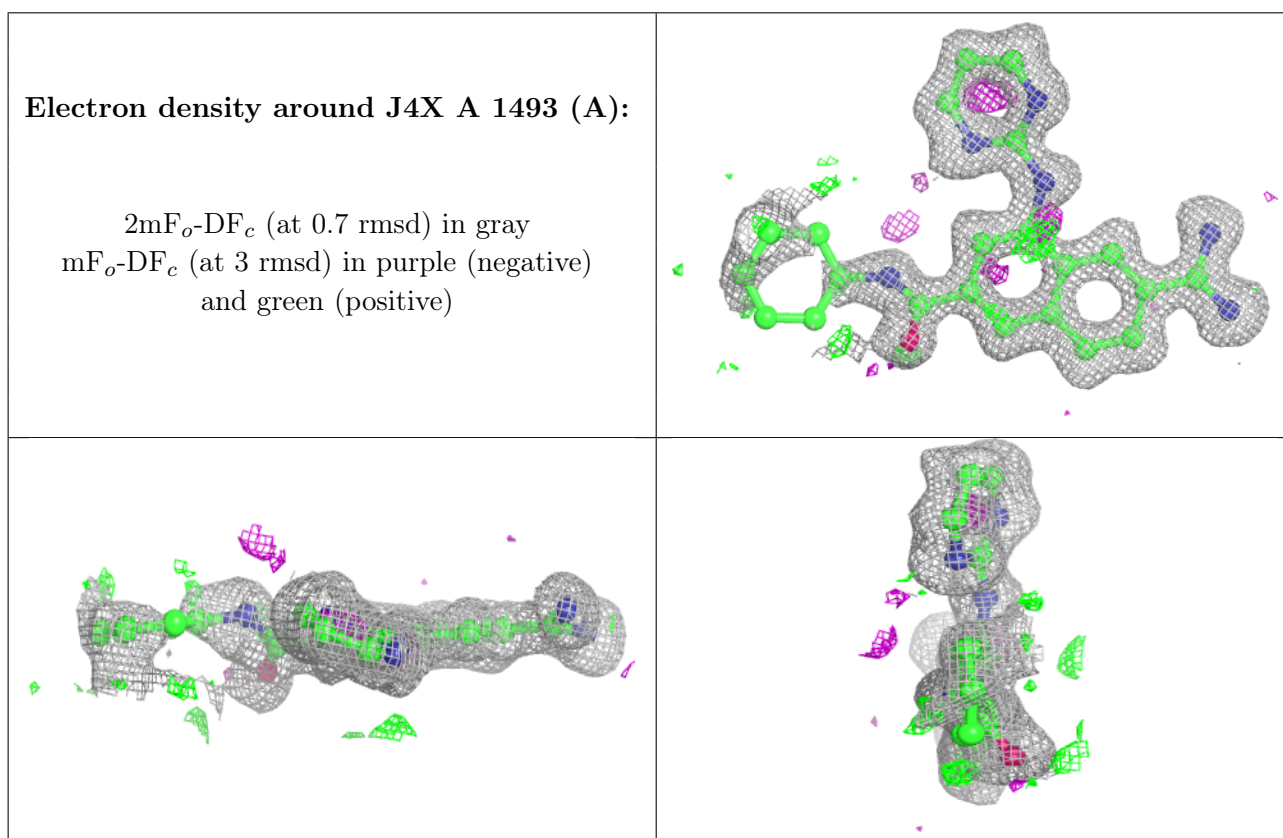 Electron density around J4X A 1493 (A):
2mFo-DFc (at 0.7 rmsd) in gray
mFo-DFc (at 3 rmsd) in purple (negative)
and green (positive)